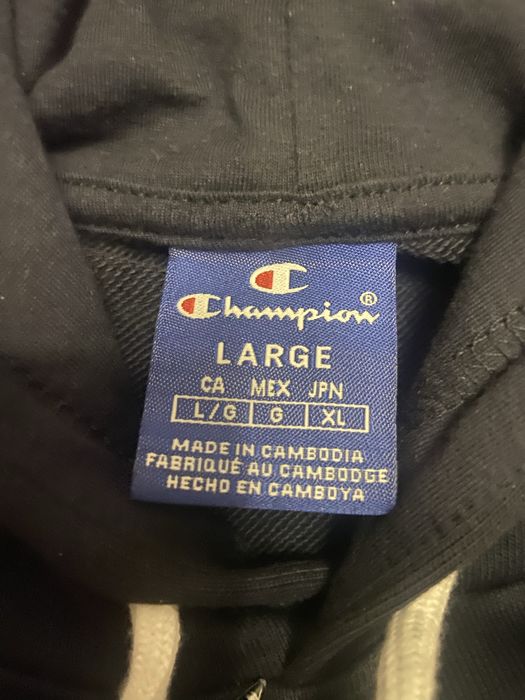 Champion®
LARGE
CA MEX JPN
L/G G XL
MADE IN CAMBODIA
FABRIQUÉ AU CAMBODGE
HECHO EN CAMBOYA